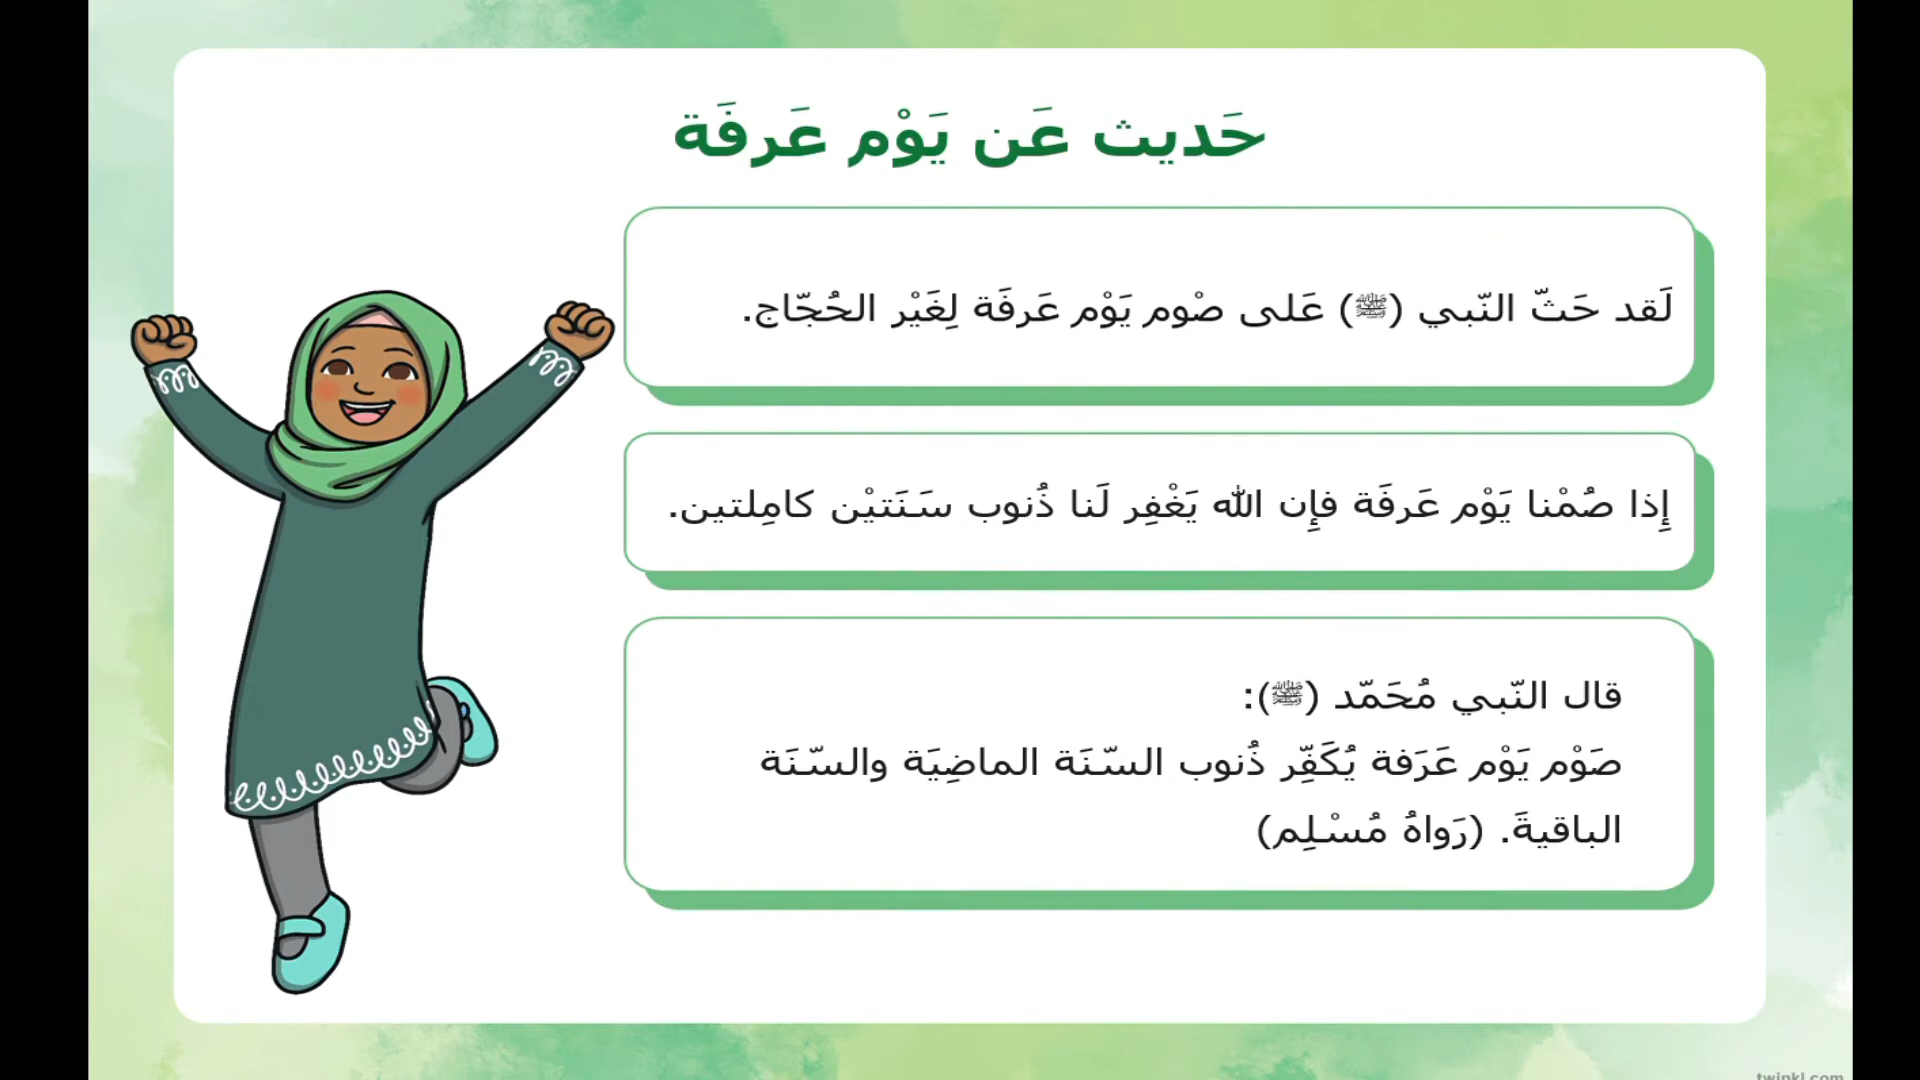 حَديث عَن يَوْم عَرفَة
لَقد حَثّ النّبي (ﷺ) عَلى صْوم يَوْم عَرفَة لِغَيْر الحُجّاج.
إِذا صُمْنا يَوْم عَرفَة فإِن الله يَغْفِر لَنا ذُنوب سَنَتيْن كامِلتين.
قال النّبي مُحَمّد (ﷺ):
صَوْم يَوْم عَرَفة يُكَفِّر ذُنوب السّنَة الماضِيَة والسّنَة
الباقيةَ. (رَواهُ مُسْلِم)
twinkl.com